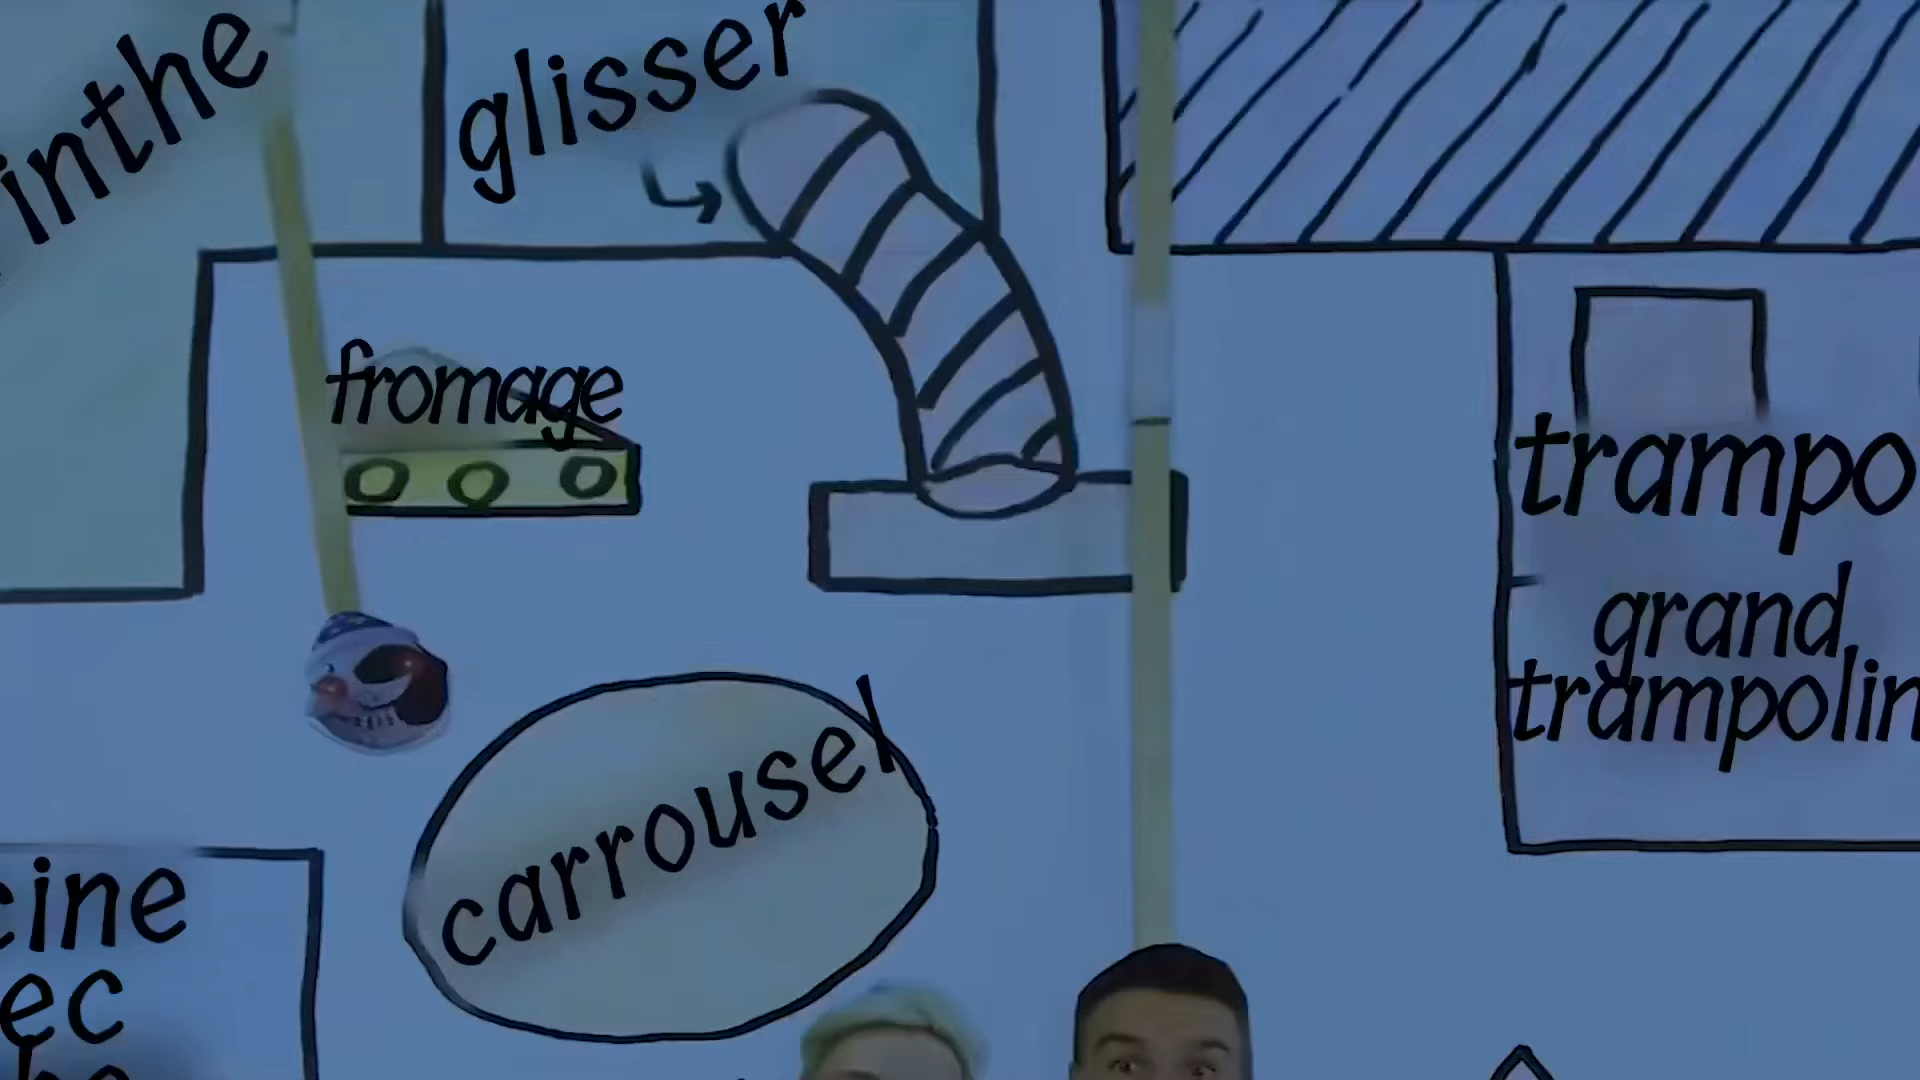 inthe
glisser
fromage
trampo
grand
trampolin
carrousel
cine
ec